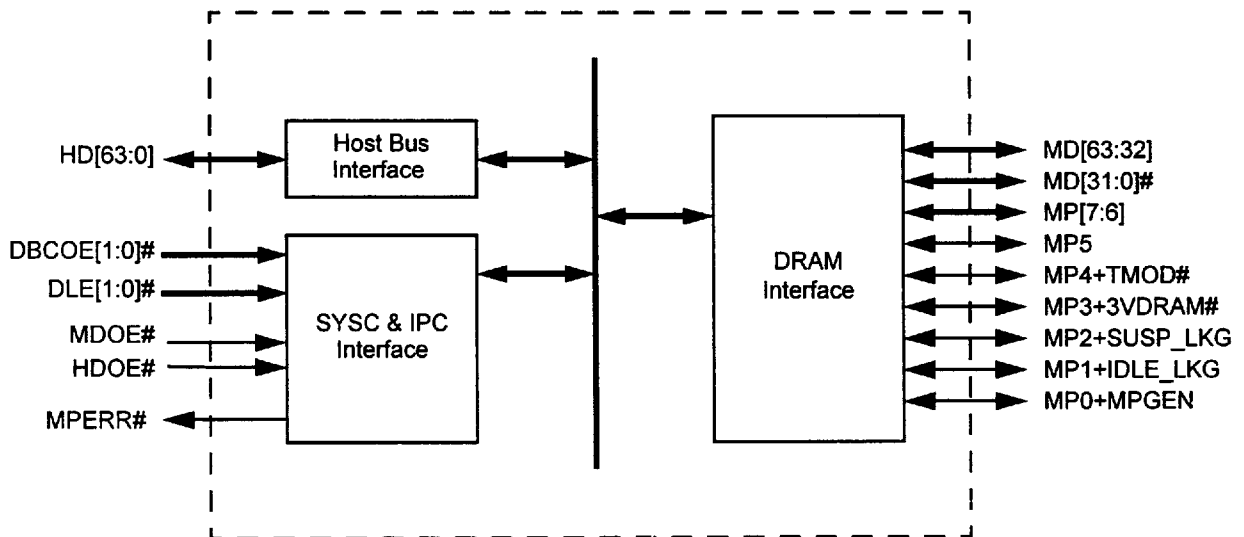 HD[63:0]
DBCOE[1:0]#
DLE[1:0]#
MDOE#
HDOE#
MPERR#
Host Bus
Interface
SYSC & IPC
Interface
DRAM
Interface
MD[63:32]
MD[31:0]#
MP[7:6]
MP5
MP4+TMOD#
MP3+3VDRAM#
MP2+SUSP_LKG
MP1+IDLE_LKG
MP0+MPGEN